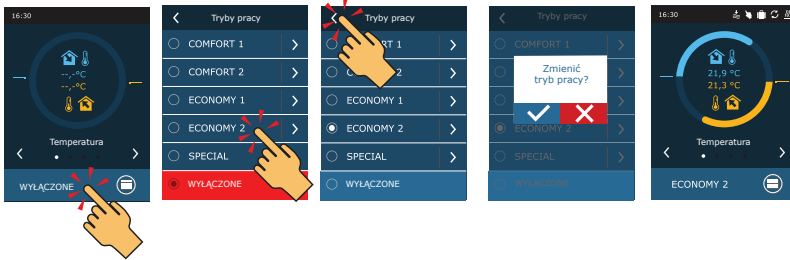 16:30
--,-°C
--,-°C
Temperatura
WYŁĄCZONE
Tryby pracy
COMFORT 1
COMFORT 2
ECONOMY 1
ECONOMY 2
SPECIAL
WYŁĄCZONE
Tryby pracy
RT 1
RT 2
ECONOMY 1
ECONOMY 2
SPECIAL
WYŁĄCZONE
Tryby pracy
COMFORT 1
Zmienić
tryb pracy?
ECONOMY 2
SPECIAL
WYŁĄCZONE
16:30
21,9 °C
21,3 °C
Temperatura
ECONOMY 2